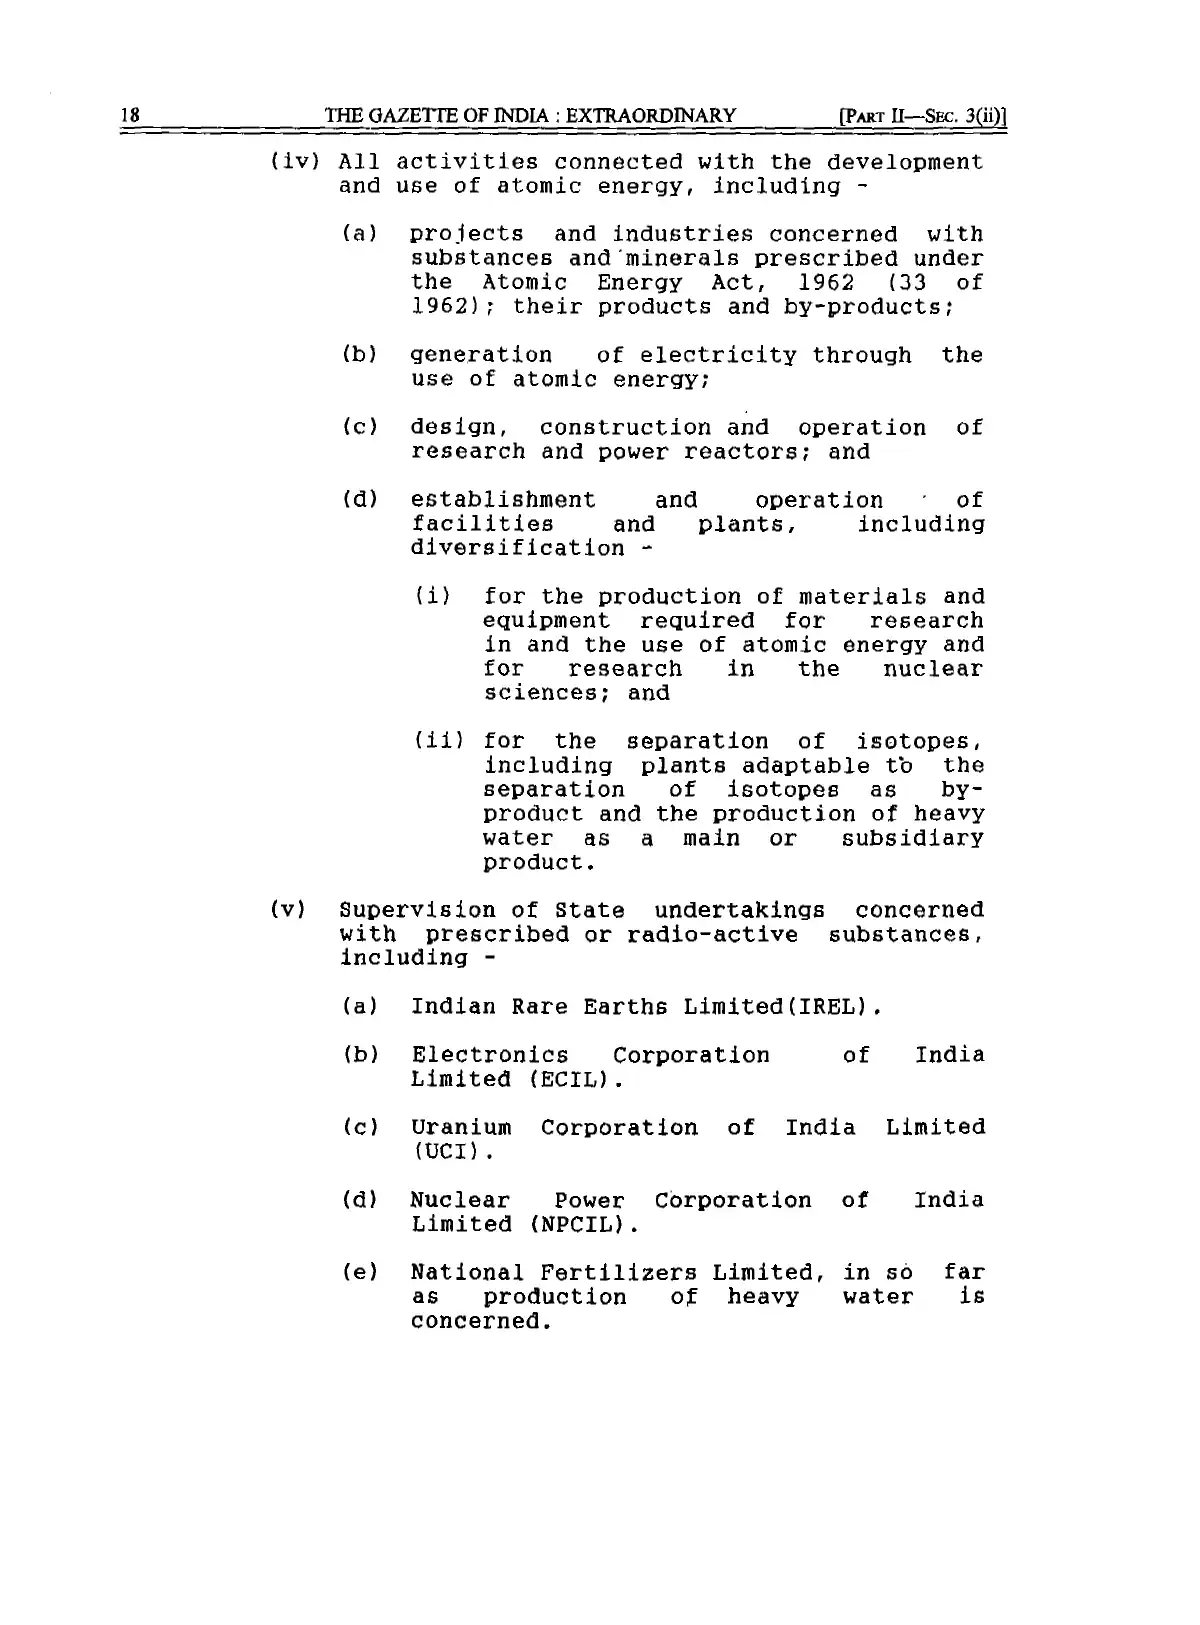 18 THE GAZETTE OF INDIA : EXTRAORDINARY [PART II—SEC. 3(ii)]
(iv) All activities connected with the development
and use of atomic energy, including -
(a) projects and industries concerned with
substances and minerals prescribed under
the Atomic Energy Act, 1962 (33 of
1962); their products and by-products;
(b) generation of electricity through the
use of atomic energy;
(c) design, construction and operation of
research and power reactors; and
(d) establishment and operation of
facilities and plants, including
diversification -
(i) for the production of materials and
equipment required for research
in and the use of atomic energy and
for research in the nuclear
sciences; and
(ii) for the separation of isotopes,
including plants adaptable to the
separation of isotopes as by-
product and the production of heavy
water as a main or subsidiary
product.
(v) Supervision of State undertakings concerned
with prescribed or radio-active substances,
including -
(a) Indian Rare Earths Limited(IREL).
(b) Electronics Corporation of India
Limited (ECIL).
(c) Uranium Corporation of India Limited
(UCI).
(d) Nuclear Power Corporation of India
Limited (NPCIL).
(e) National Fertilizers Limited, in so far
as production of heavy water is
concerned.